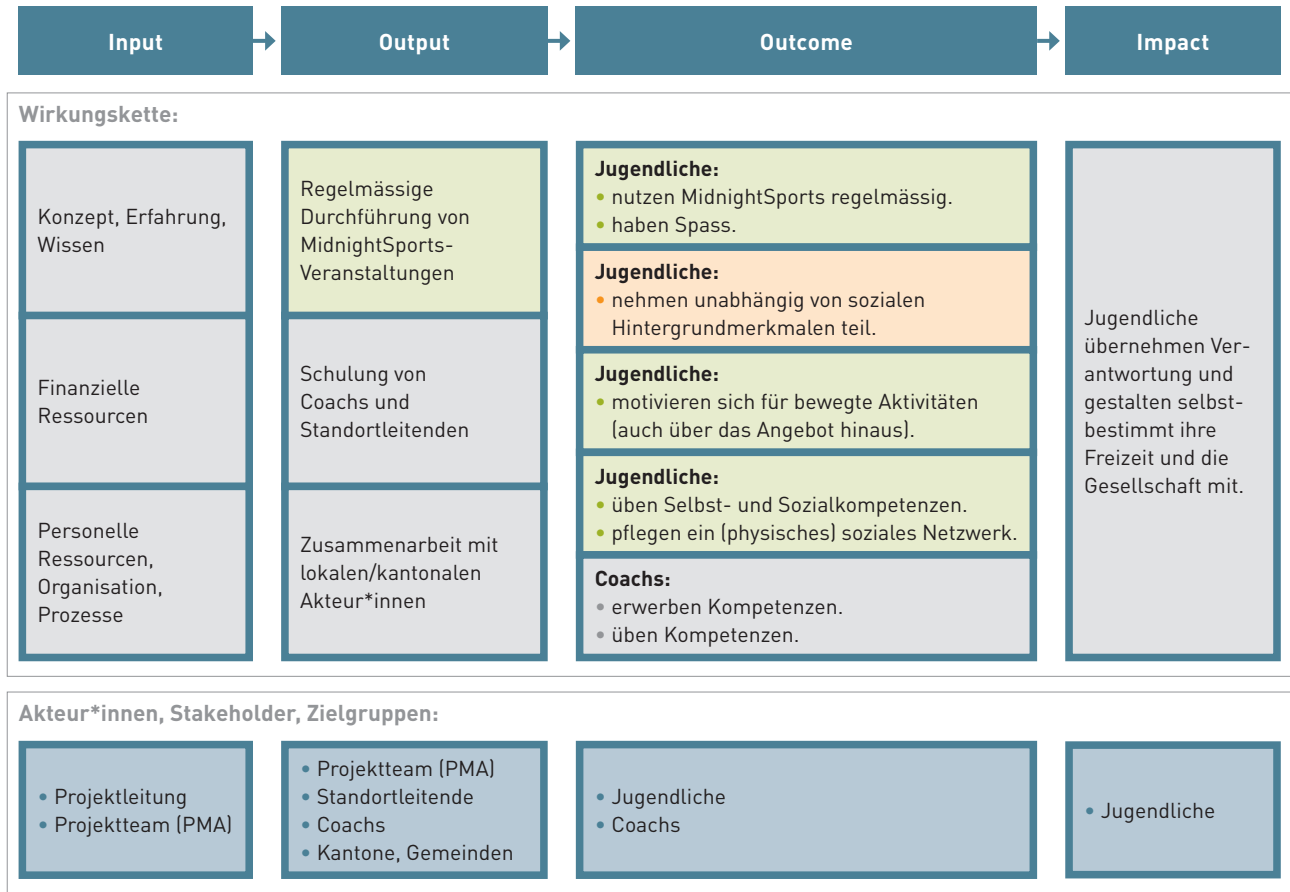 Input
Output
Outcome
Impact
Wirkungskette:
Konzept, Erfahrung,
Wissen
Finanzielle
Ressourcen
Personelle
Ressourcen,
Organisation,
Prozesse
Regelmässige
Durchführung von
MidnightSports-
Veranstaltungen
Schulung von
Coachs und
Standortleitenden
Zusammenarbeit mit
lokalen/kantonalen
Akteur*innen
Jugendliche:
• nutzen MidnightSports regelmässig.
• haben Spass.
Jugendliche:
• nehmen unabhängig von sozialen
Hintergrundmerkmalen teil.
Jugendliche:
• motivieren sich für bewegte Aktivitäten
(auch über das Angebot hinaus).
Jugendliche:
• üben Selbst- und Sozialkompetenzen.
• pflegen ein (physisches) soziales Netzwerk.
Coachs:
• erwerben Kompetenzen.
• üben Kompetenzen.
Jugendliche
übernehmen Ver-
antwortung und
gestalten selbst-
bestimmt ihre
Freizeit und die
Gesellschaft mit.
Akteur*innen, Stakeholder, Zielgruppen:
• Projektleitung
• Projektteam (PMA)
• Projektteam (PMA)
• Standortleitende
• Coachs
• Kantone, Gemeinden
• Jugendliche
• Coachs
• Jugendliche